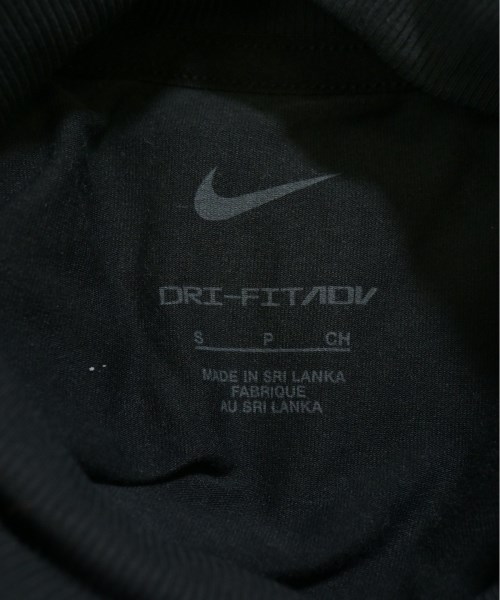 DRI-FIT ADV
S P CH
MADE IN SRI LANKA
FABRIQUE
AU SRI LANKA